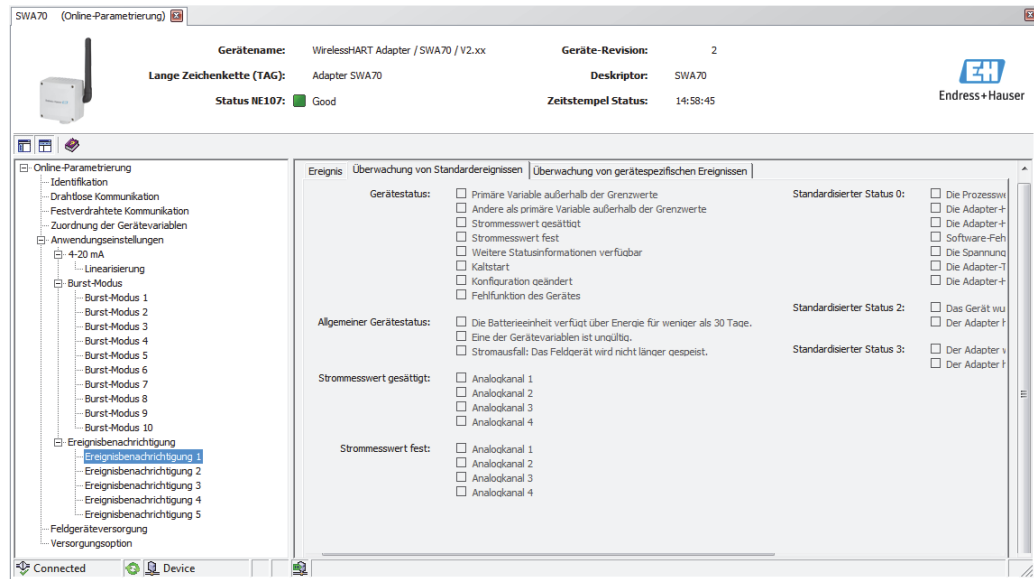 SWA70 (Online-Parametrierung)
Gerätename: WirelessHART Adapter / SWA70 / V2.xx Geräte-Revision: 2
Lange Zeichenkette (TAG): Adapter SWA70 Deskriptor: SWA70
Status NE107: Good Zeitstempel Status: 14:58:45
Endress+Hauser
Online-Parametrierung
Identifikation
Drahtlose Kommunikation
Festverdrahtete Kommunikation
Zuordnung der Gerätevariablen
Anwendungseinstellungen
4-20 mA
Linearisierung
Burst-Modus
Burst-Modus 1
Burst-Modus 2
Burst-Modus 3
Burst-Modus 4
Burst-Modus 5
Burst-Modus 6
Burst-Modus 7
Burst-Modus 8
Burst-Modus 9
Burst-Modus 10
Ereignisbenachrichtigung
Ereignisbenachrichtigung 1
Ereignisbenachrichtigung 2
Ereignisbenachrichtigung 3
Ereignisbenachrichtigung 4
Ereignisbenachrichtigung 5
Feldgeräteversorgung
Versorgungsoption
Ereignis Überwachung von Standardereignissen Überwachung von gerätespezifischen Ereignissen
Gerätestatus:
Primäre Variable außerhalb der Grenzwerte
Andere als primäre Variable außerhalb der Grenzwerte
Strommesswert gesättigt
Strommesswert fest
Weitere Statusinformationen verfügbar
Kaltstart
Konfiguration geändert
Fehlfunktion des Gerätes
Allgemeiner Gerätestatus:
Die Batterieeinheit verfügt über Energie für weniger als 30 Tage.
Eine der Gerätevariablen ist ungültig.
Stromausfall: Das Feldgerät wird nicht länger gespeist.
Strommesswert gesättigt:
Analogkanal 1
Analogkanal 2
Analogkanal 3
Analogkanal 4
Strommesswert fest:
Analogkanal 1
Analogkanal 2
Analogkanal 3
Analogkanal 4
Standardisierter Status 0:
Die Prozesswe
Die Adapter-H
Die Adapter-H
Software-Feh
Die Spannung
Die Adapter-T
Die Adapter-H
Standardisierter Status 2:
Das Gerät wu
Der Adapter h
Standardisierter Status 3:
Der Adapter w
Der Adapter h
Connected Device